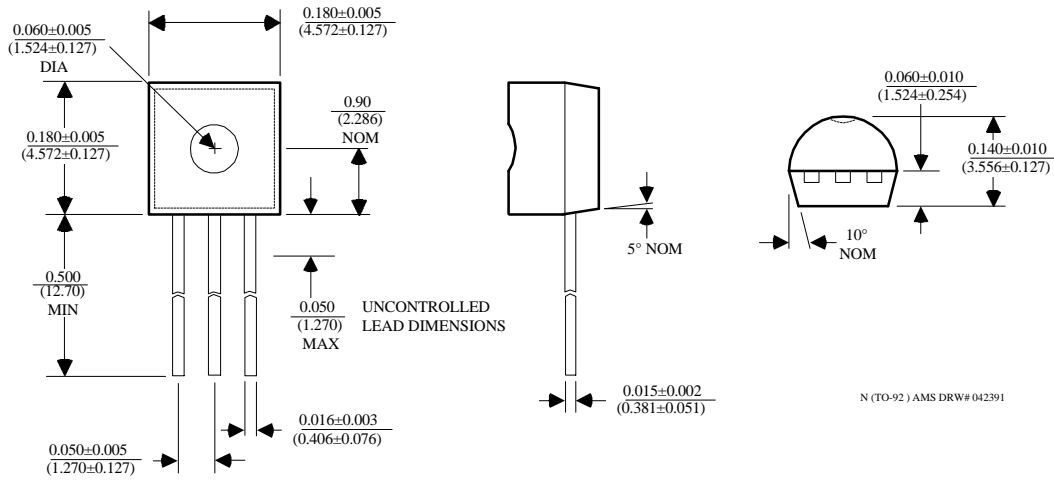 0.060±0.005
(1.524±0.127)
DIA
0.180±0.005
(4.572±0.127)
0.180±0.005
(4.572±0.127)
0.90
(2.286)
NOM
0.500
(12.70)
MIN
0.050
(1.270)
MAX
UNCONTROLLED
LEAD DIMENSIONS
0.016±0.003
(0.406±0.076)
0.050±0.005
(1.270±0.127)
5° NOM
0.015±0.002
(0.381±0.051)
0.060±0.010
(1.524±0.254)
0.140±0.010
(3.556±0.127)
10°
NOM
N (TO-92 ) AMS DRW# 042391